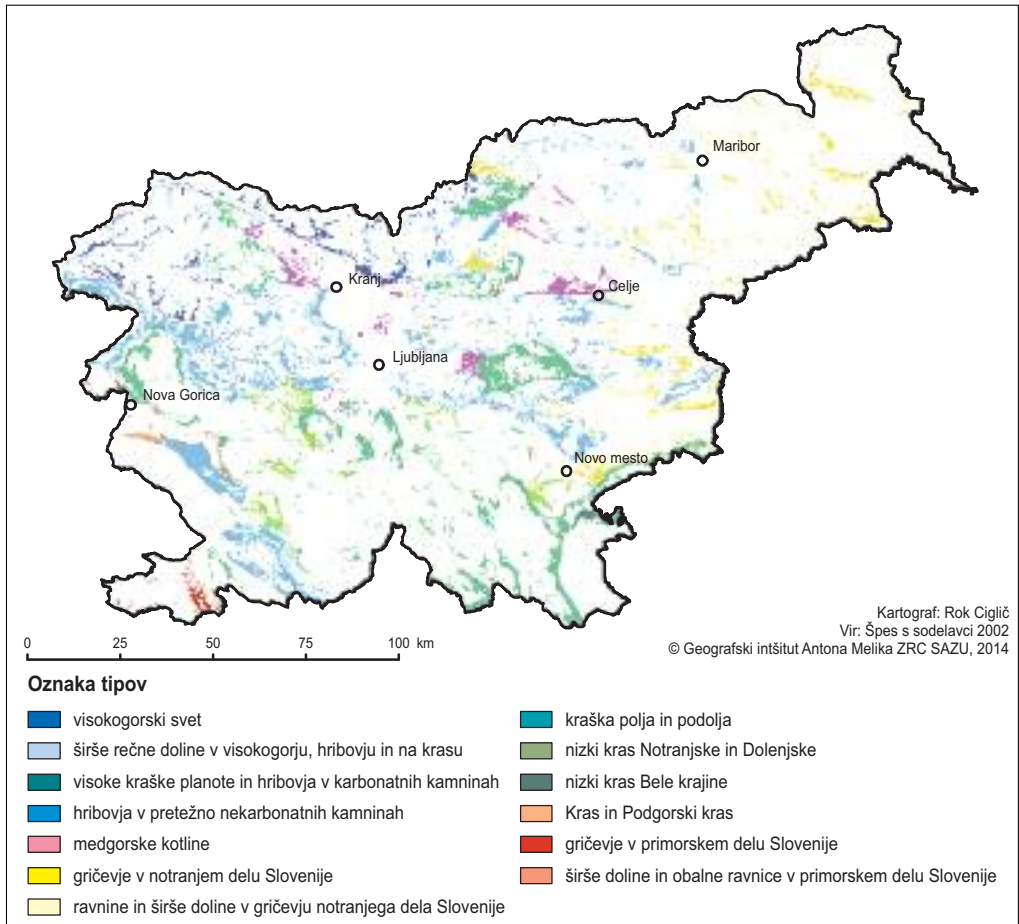 Maribor
Kranj
Celje
Ljubljana
Nova Gorica
Novo mesto
Kartograf: Rok Ciglič
Vir: Špes s sodelavci 2002
© Geografski intšitut Antona Melika ZRC SAZU, 2014
0 25 50 75 100 km
Oznaka tipov
visokogorski svet
širše rečne doline v visokogorju, hribovju in na krasu
visoke kraške planote in hribovja v karbonatnih kamninah
hribovja v pretežno nekarbonatnih kamninah
medgorske kotline
gričevje v notranjem delu Slovenije
ravnine in širše doline v gričevju notranjega dela Slovenije
kraška polja in podolja
nizki kras Notranjske in Dolenjske
nizki kras Bele krajine
Kras in Podgorski kras
gričevje v primorskem delu Slovenije
širše doline in obalne ravnice v primorskem delu Slovenije